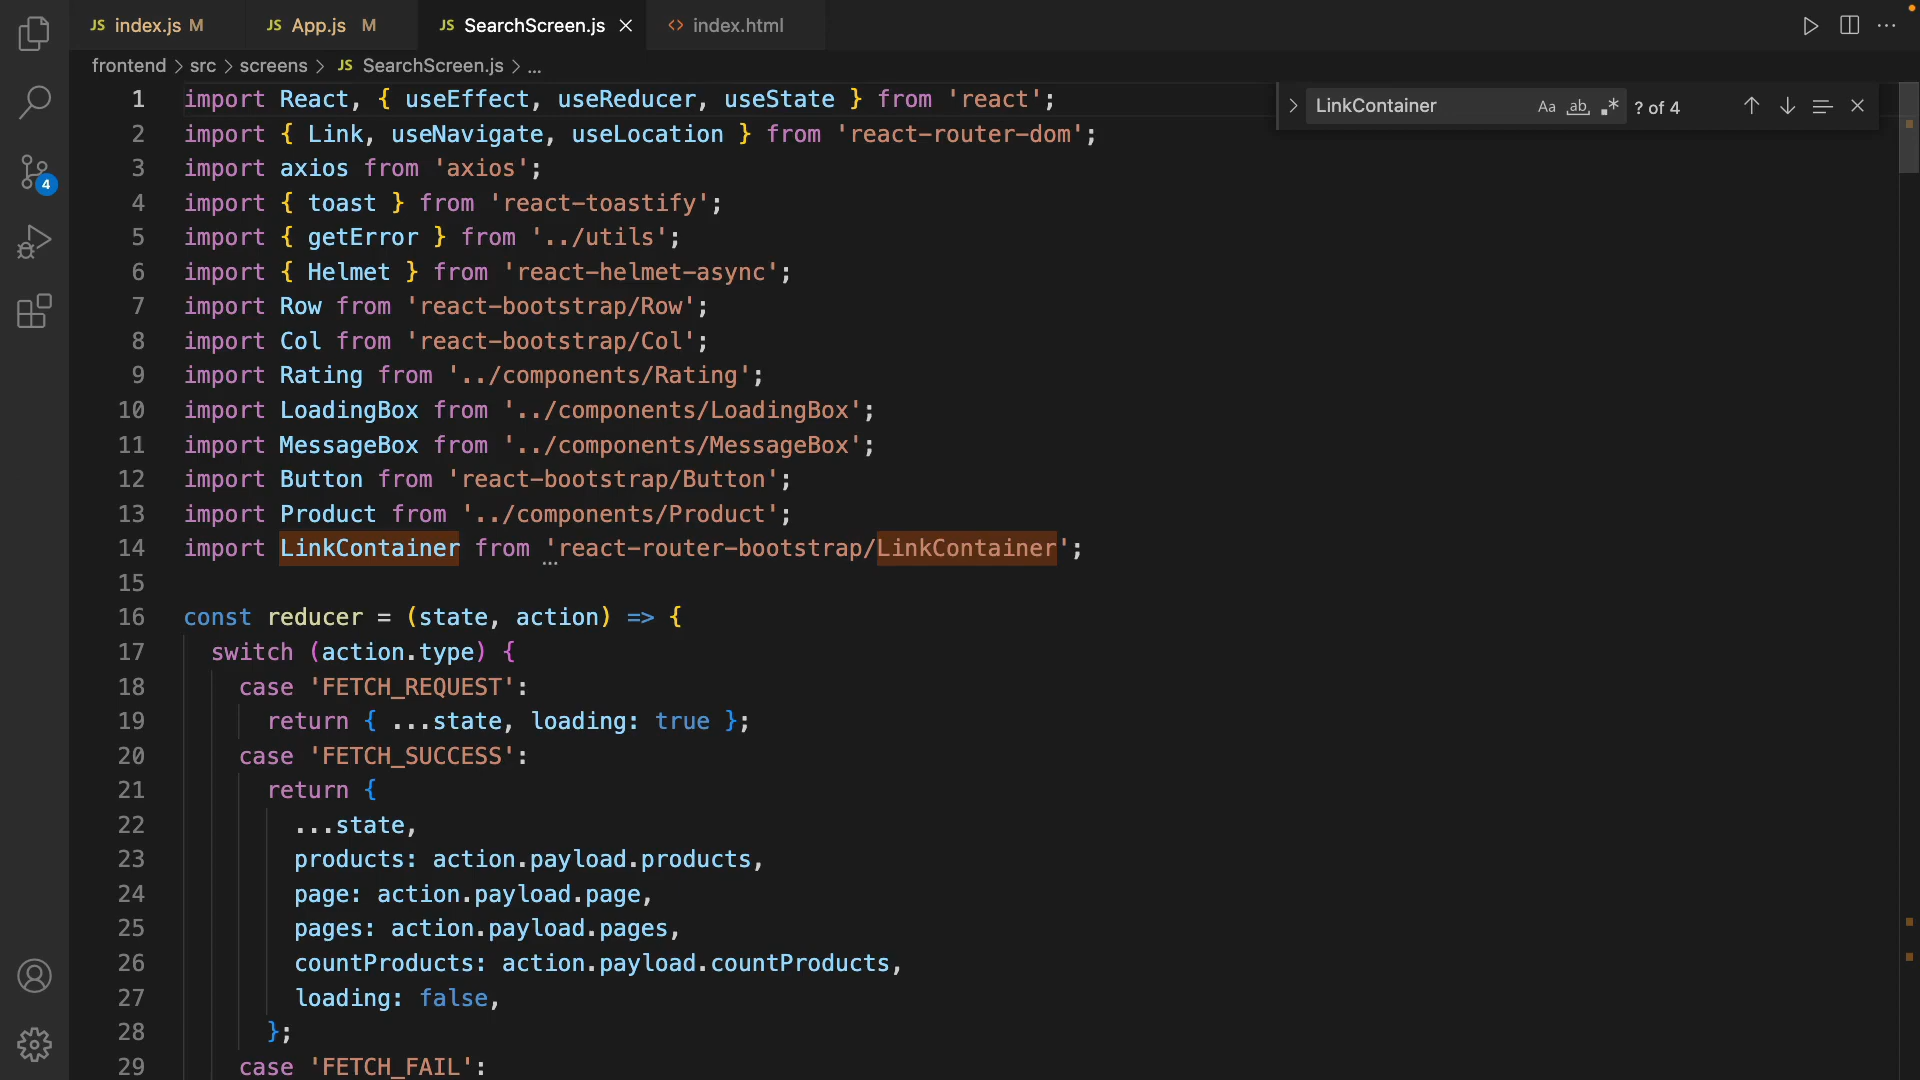 JS index.js M
JS App.js M
JS SearchScreen.js
<> index.html
frontend > src > screens > JS SearchScreen.js > ...
LinkContainer Aa ab .* ? of 4
4
1 import React, { useEffect, useReducer, useState } from 'react';
2 import { Link, useNavigate, useLocation } from 'react-router-dom';
3 import axios from 'axios';
4 import { toast } from 'react-toastify';
5 import { getError } from '../utils';
6 import { Helmet } from 'react-helmet-async';
7 import Row from 'react-bootstrap/Row';
8 import Col from 'react-bootstrap/Col';
9 import Rating from '../components/Rating';
10 import LoadingBox from '../components/LoadingBox';
11 import MessageBox from '../components/MessageBox';
12 import Button from 'react-bootstrap/Button';
13 import Product from '../components/Product';
14 import LinkContainer from 'react-router-bootstrap/LinkContainer';
15
16 const reducer = (state, action) => {
17 switch (action.type) {
18 case 'FETCH_REQUEST':
19 return { ...state, loading: true };
20 case 'FETCH_SUCCESS':
21 return {
22 ...state,
23 products: action.payload.products,
24 page: action.payload.page,
25 pages: action.payload.pages,
26 countProducts: action.payload.countProducts,
27 loading: false,
28 };
29 case 'FETCH_FAIL':